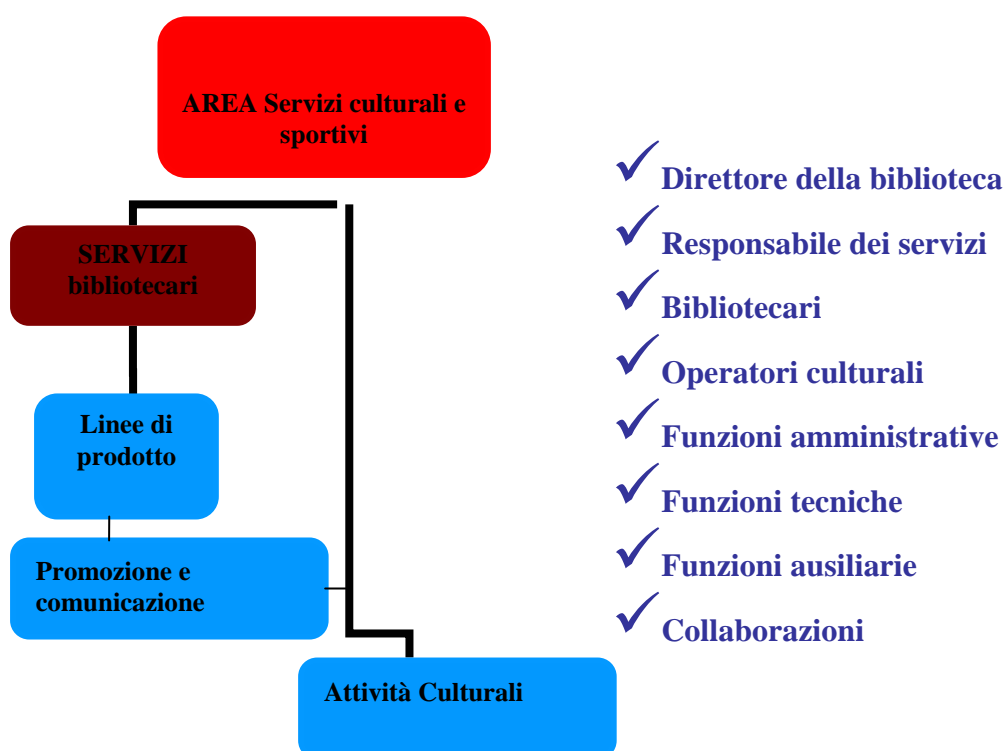 AREA Servizi culturali e
sportivi
SERVIZI
bibliotecari
Linee di
prodotto
Promozione e
comunicazione
Attività Culturali
Direttore della biblioteca
Responsabile dei servizi
Bibliotecari
Operatori culturali
Funzioni amministrative
Funzioni tecniche
Funzioni ausiliarie
Collaborazioni